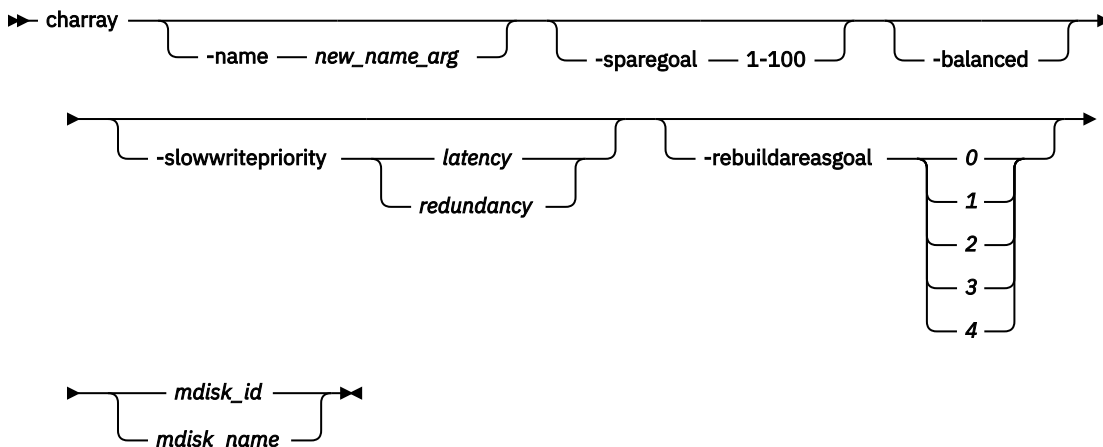 charray
-name new_name_arg
-sparegoal 1-100
-balanced
-slowwritepriority latency
redundancy
-rebuildareasgoal 0
1
2
3
4
mdisk_id
mdisk_name